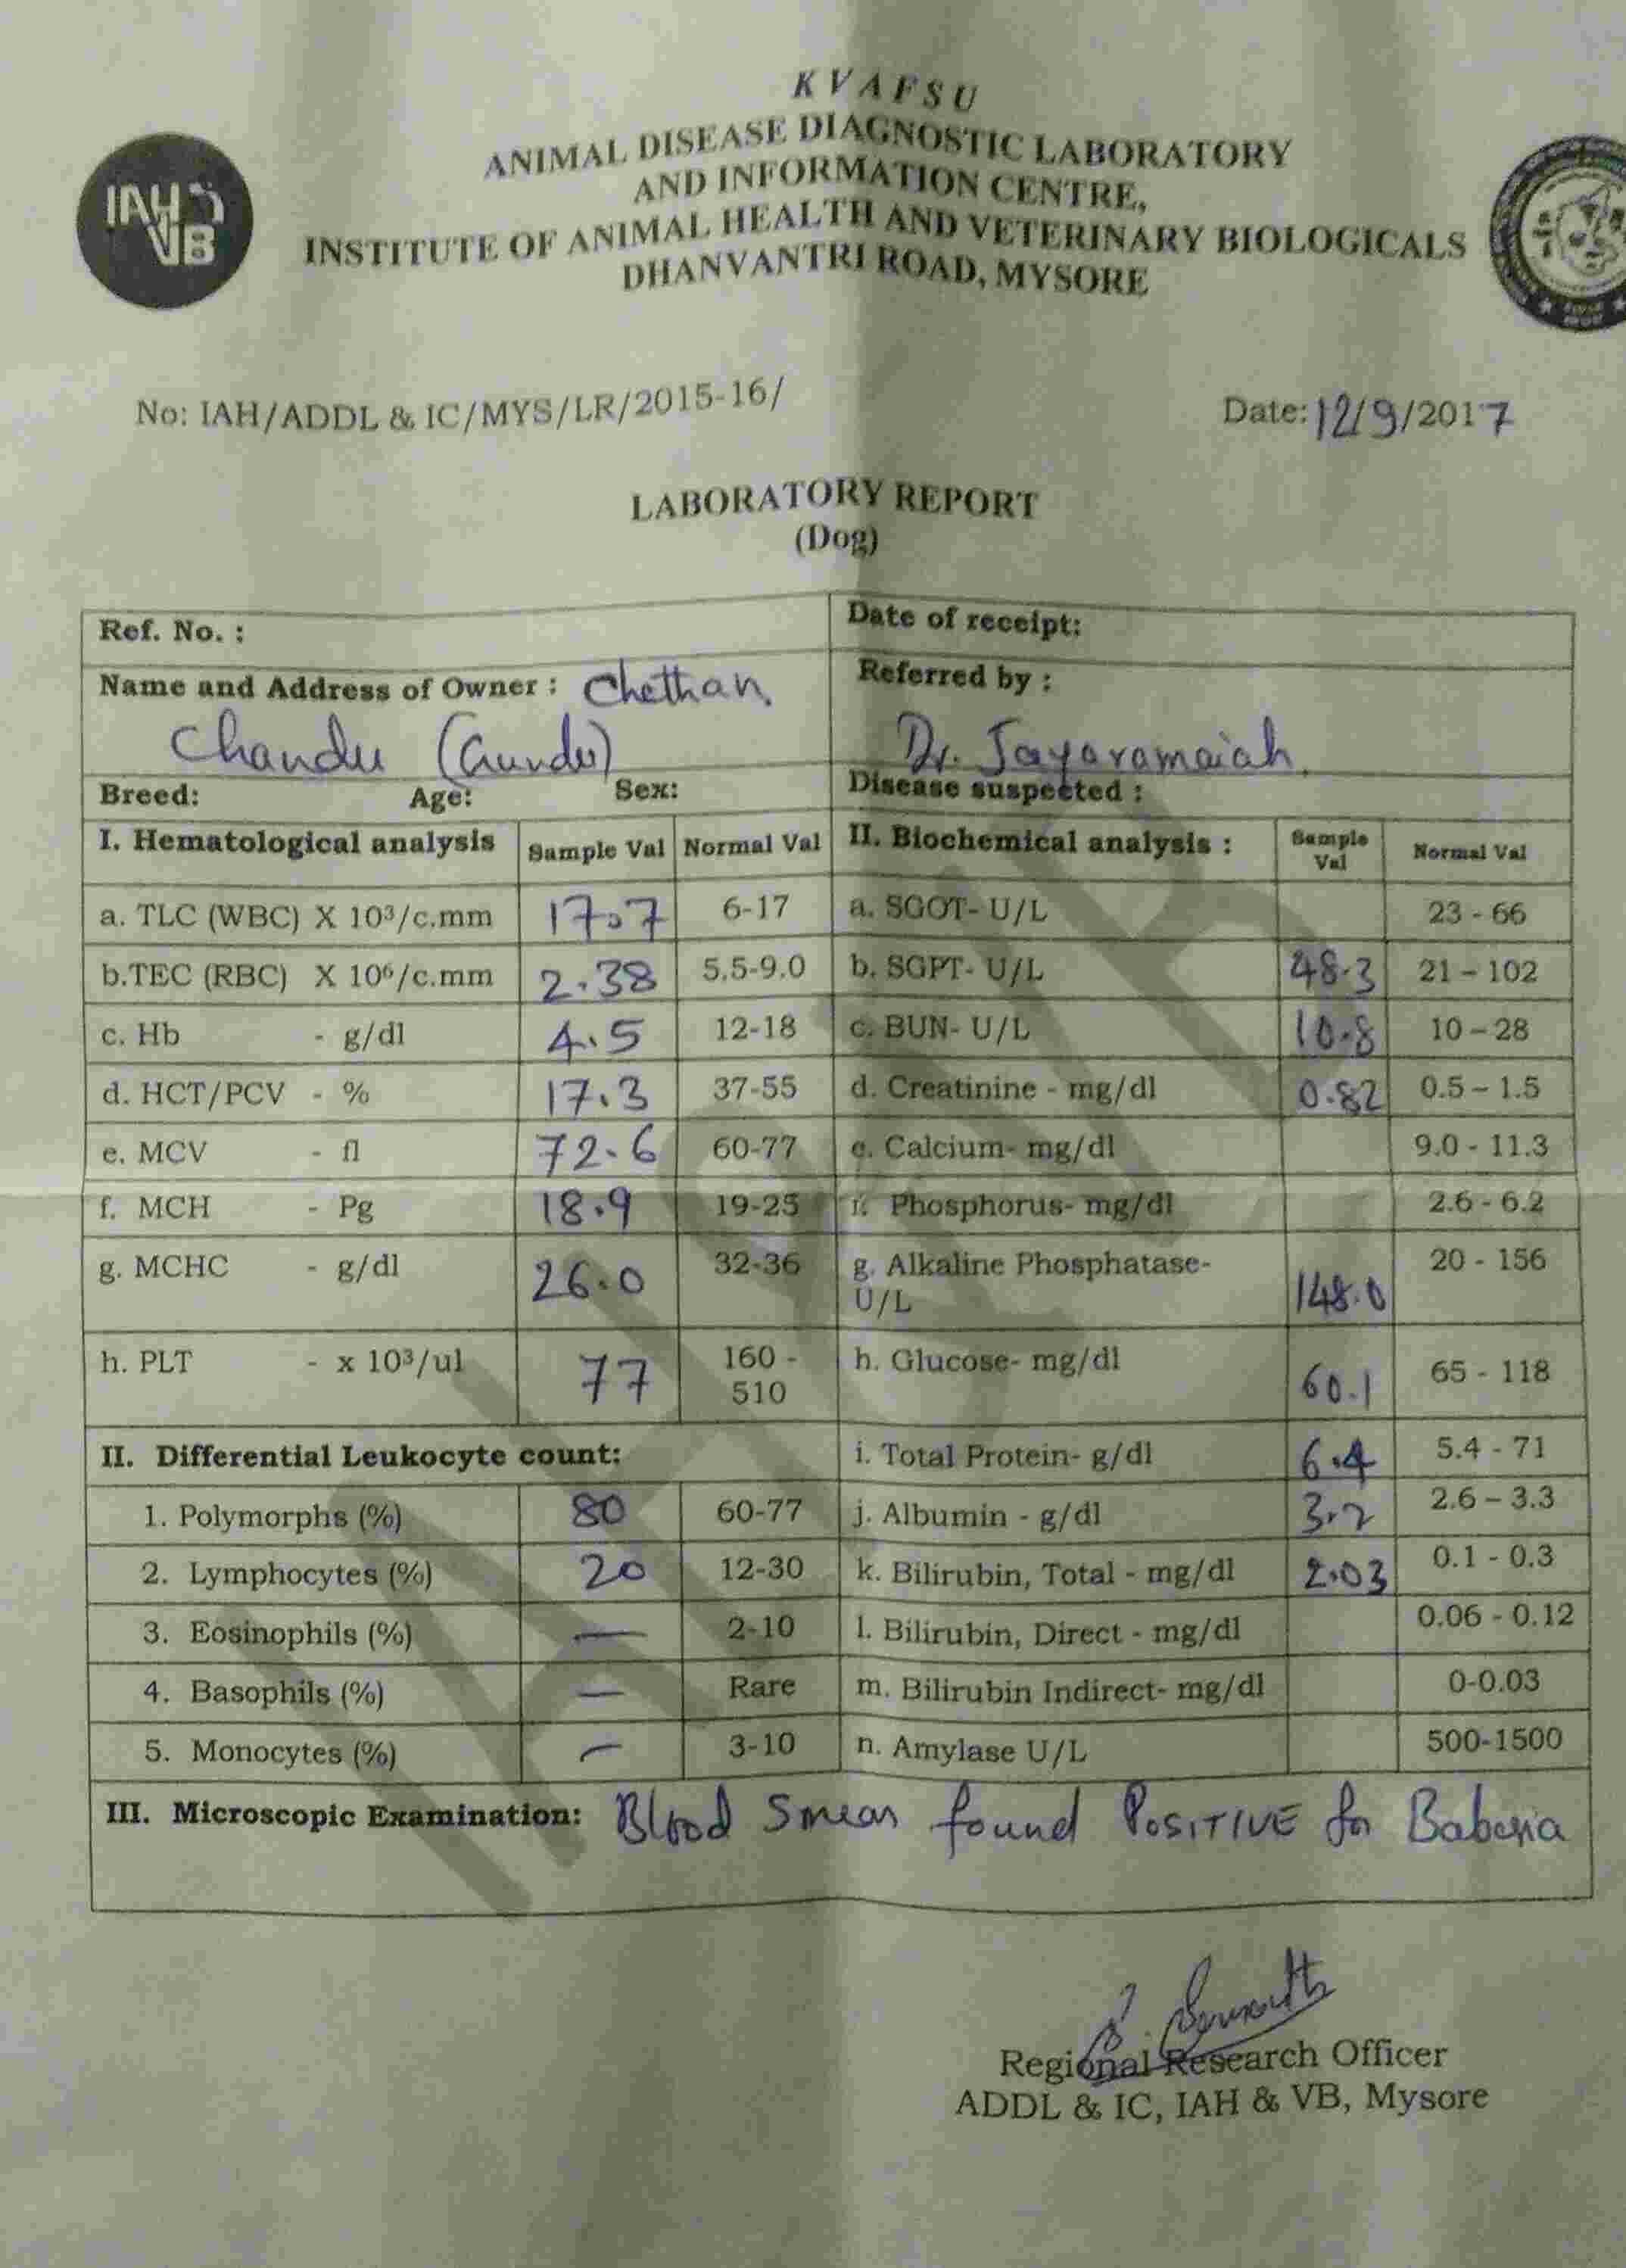 KVAFSU
ANIMAL DISEASE DIAGNOSTIC LABORATORY
AND INFORMATION CENTRE,
INSTITUTE OF ANIMAL HEALTH AND VETERINARY BIOLOGICALS
DHANVANTRI ROAD, MYSORE
IAH
VB
No: IAH/ADDL & IC/MYS/LR/2015-16/ Date: 12/9/2017
LABORATORY REPORT
(Dog)
Ref. No. : Date of receipt:
Name and Address of Owner : Chethan. Referred by :
Chandu Dr. Jayaramaiah
Breed: Age: Sex: Disease suspected :
I. Hematological analysis Sample Val Normal Val II. Biochemical analysis : Sample Val Normal Val
a. TLC (WBC) X 10³/c.mm 17.7 6-17 a. SGOT- U/L 23 - 66
b.TEC (RBC) X 10⁶/c.mm 2.38 5.5-9.0 b. SGPT- U/L 48.3 21 – 102
c. Hb - g/dl 4.5 12-18 c. BUN- U/L 10.8 10 – 28
d. HCT/PCV - % 17.3 37-55 d. Creatinine - mg/dl 0.82 0.5 – 1.5
e. MCV - fl 72.6 60-77 e. Calcium- mg/dl 9.0 - 11.3
f. MCH - Pg 18.9 19-25 f. Phosphorus- mg/dl 2.6 - 6.2
g. MCHC - g/dl 26.0 32-36 g. Alkaline Phosphatase- U/L 148.0 20 - 156
h. PLT - x 10³/ul 77 160 - 510 h. Glucose- mg/dl 60.1 65 - 118
II. Differential Leukocyte count: i. Total Protein- g/dl 6.4 5.4 - 71
1. Polymorphs (%) 80 60-77 j. Albumin - g/dl 3.2 2.6 – 3.3
2. Lymphocytes (%) 20 12-30 k. Bilirubin, Total - mg/dl 2.03 0.1 - 0.3
3. Eosinophils (%) — 2-10 l. Bilirubin, Direct - mg/dl 0.06 - 0.12
4. Basophils (%) — Rare m. Bilirubin Indirect- mg/dl 0-0.03
5. Monocytes (%) — 3-10 n. Amylase U/L 500-1500
III. Microscopic Examination: Blood Smear found POSITIVE for Babesia
Regional Research Officer
ADDL & IC, IAH & VB, Mysore